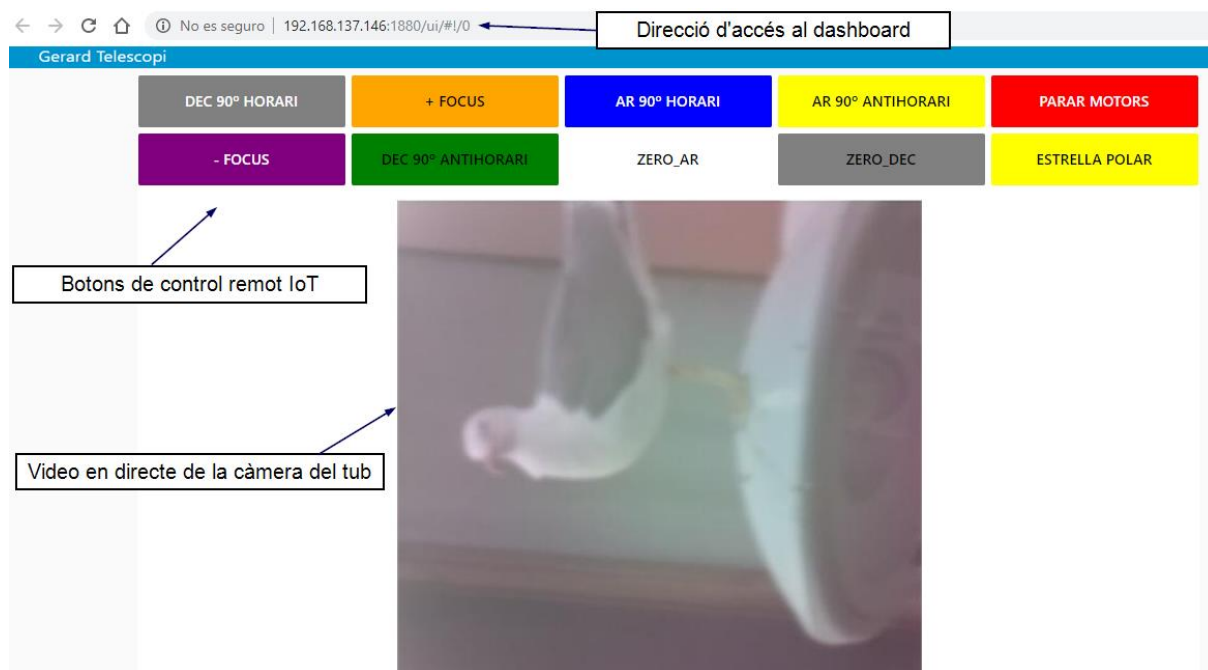 No es seguro | 192.168.137.146:1880/ui/#!/0
Direcció d'accés al dashboard
Gerard Telescopi
DEC 90º HORARI
+ FOCUS
AR 90º HORARI
AR 90º ANTIHORARI
PARAR MOTORS
- FOCUS
DEC 90º ANTIHORARI
ZERO_AR
ZERO_DEC
ESTRELLA POLAR
Botons de control remot IoT
Video en directe de la càmera del tub